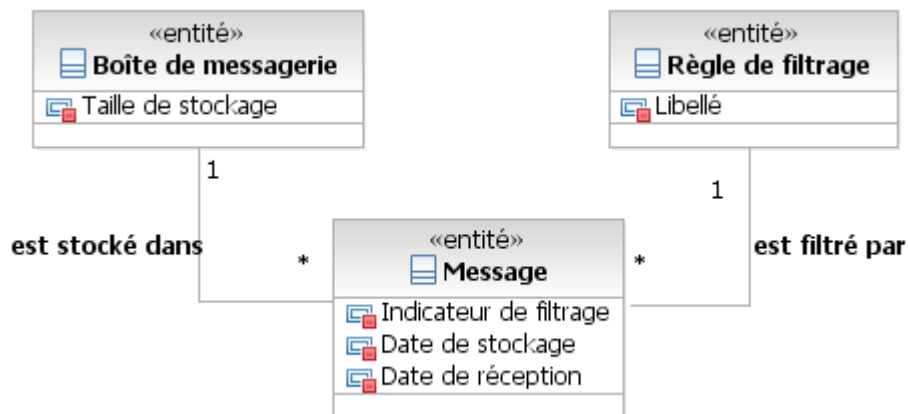 «entité»
Boîte de messagerie
Taille de stockage
«entité»
Règle de filtrage
Libellé
1
1
est stocké dans
*
«entité»
Message
*
est filtré par
Indicateur de filtrage
Date de stockage
Date de réception